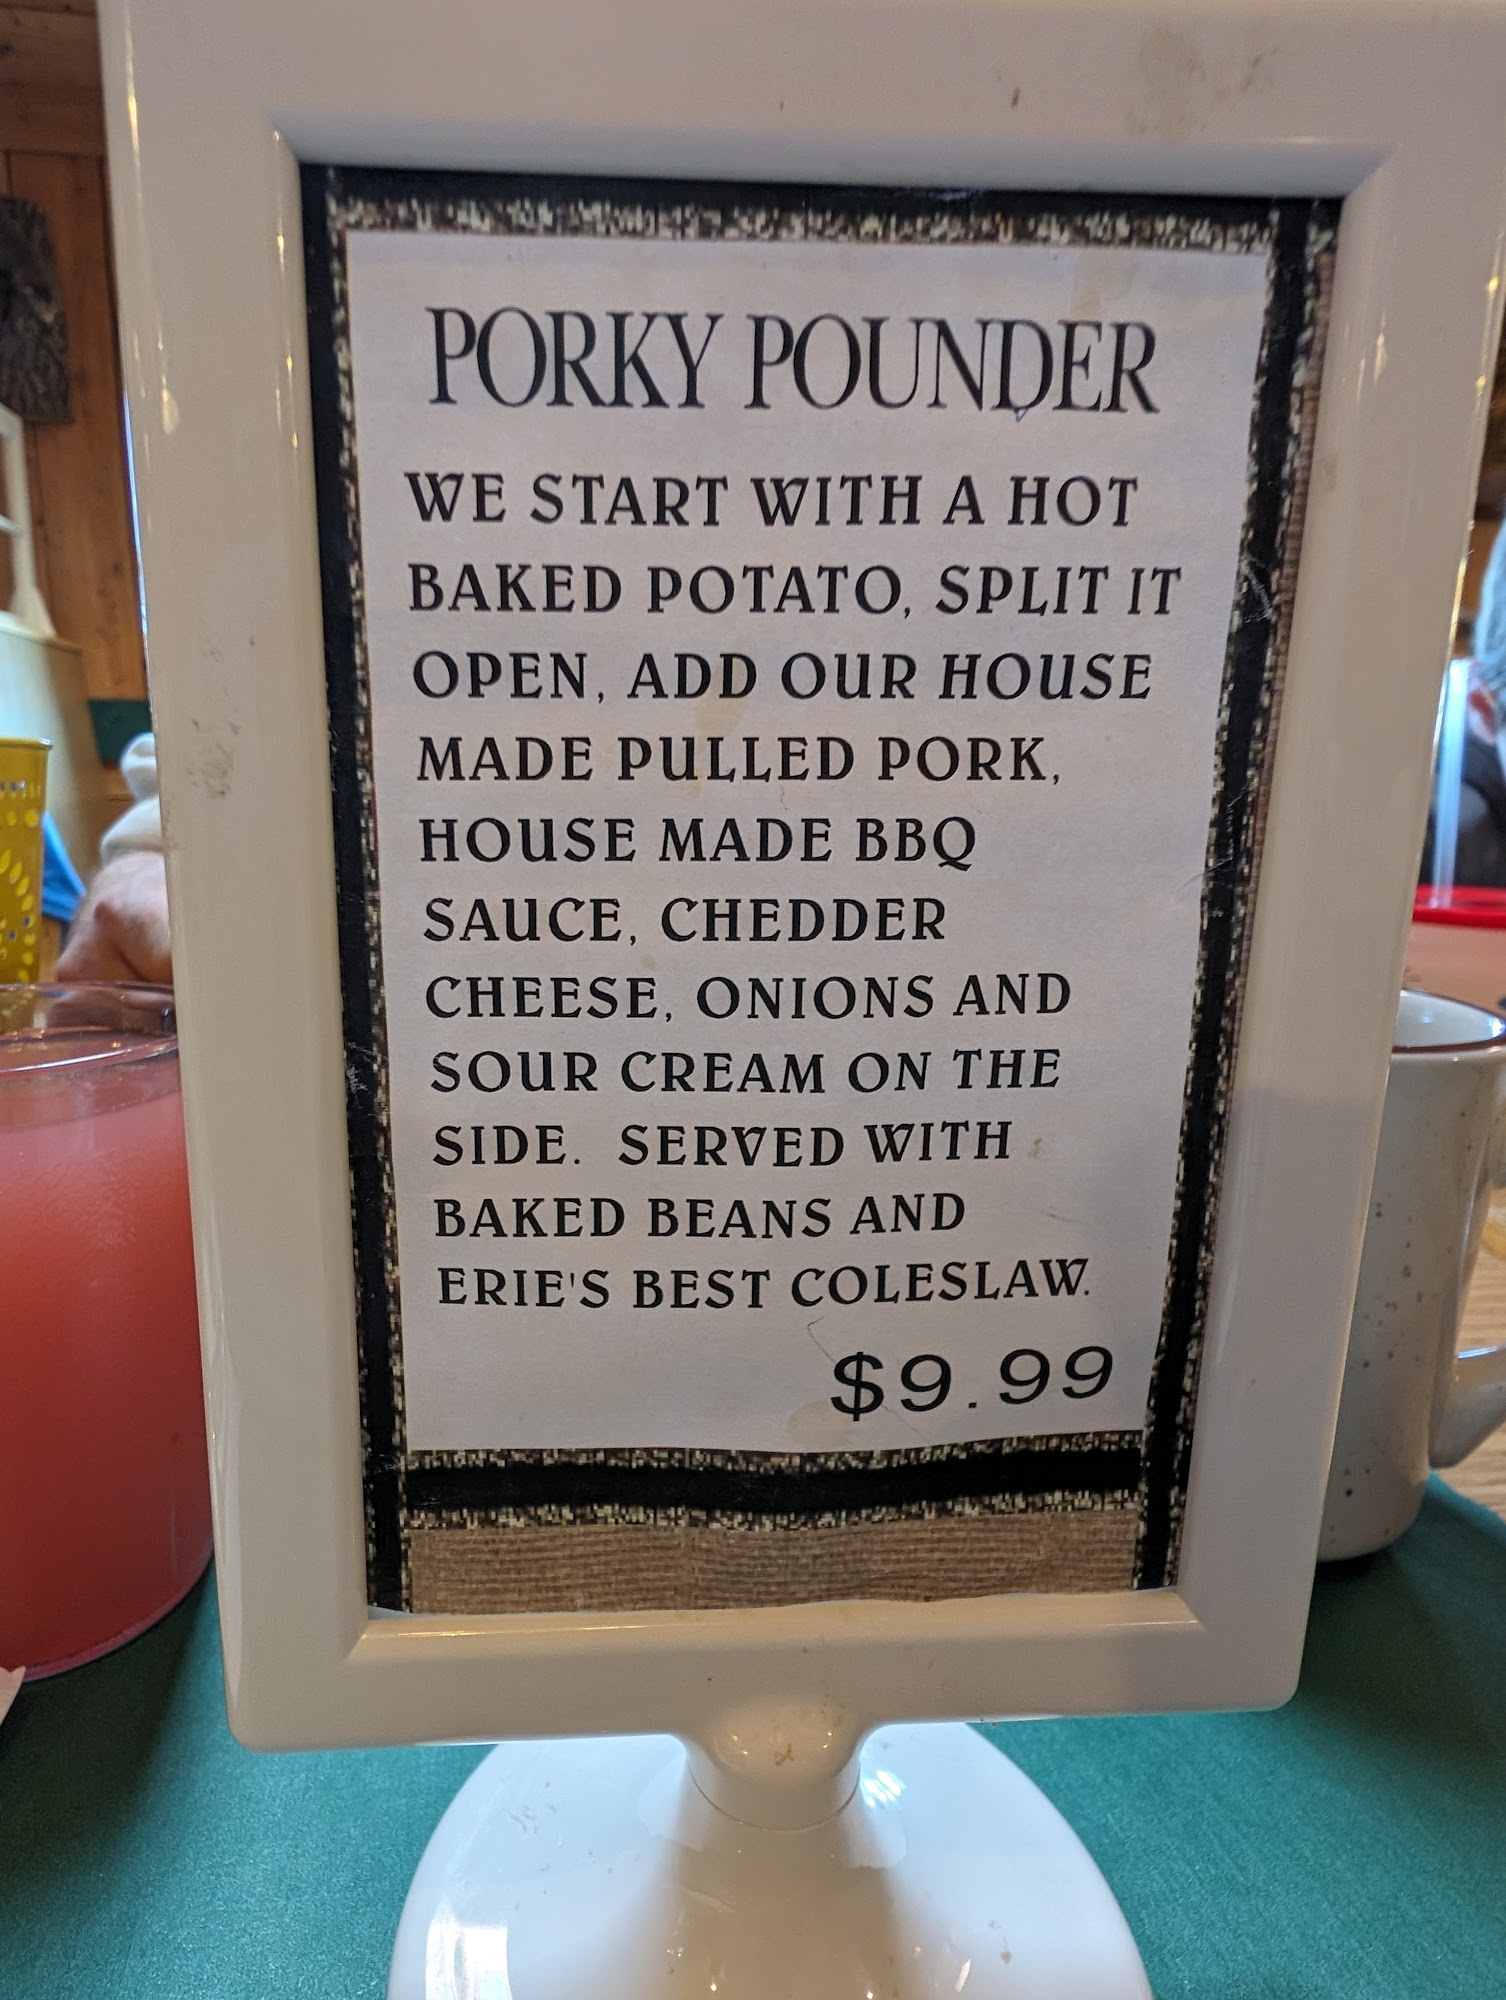 PORKY POUNDER
WE START WITH A HOT
BAKED POTATO, SPLIT IT
OPEN, ADD OUR HOUSE
MADE PULLED PORK,
HOUSE MADE BBQ
SAUCE, CHEDDER
CHEESE, ONIONS AND
SOUR CREAM ON THE
SIDE. SERVED WITH
BAKED BEANS AND
ERIE'S BEST COLESLAW.
$9.99